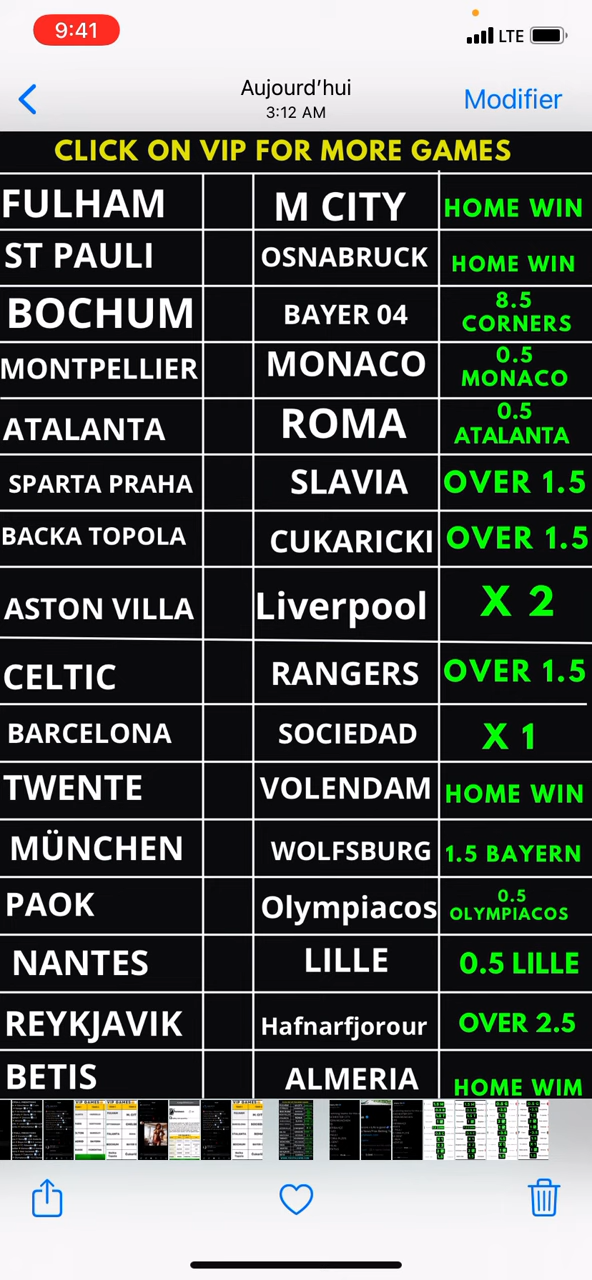 9:41
LTE
Aujourd'hui
3:12 AM
Modifier
CLICK ON VIP FOR MORE GAMES
FULHAM M CITY HOME WIN
ST PAULI OSNABRUCK HOME WIN
BOCHUM BAYER 04 8.5 CORNERS
MONTPELLIER MONACO 0.5 MONACO
ATALANTA ROMA 0.5 ATALANTA
SPARTA PRAHA SLAVIA OVER 1.5
BACKA TOPOLA CUKARICKI OVER 1.5
ASTON VILLA Liverpool X 2
CELTIC RANGERS OVER 1.5
BARCELONA SOCIEDAD X 1
TWENTE VOLENDAM HOME WIN
MÜNCHEN WOLFSBURG 1.5 BAYERN
PAOK Olympiacos 0.5 OLYMPIACOS
NANTES LILLE 0.5 LILLE
REYKJAVIK Hafnarfjorour OVER 2.5
BETIS ALMERIA HOME WIM